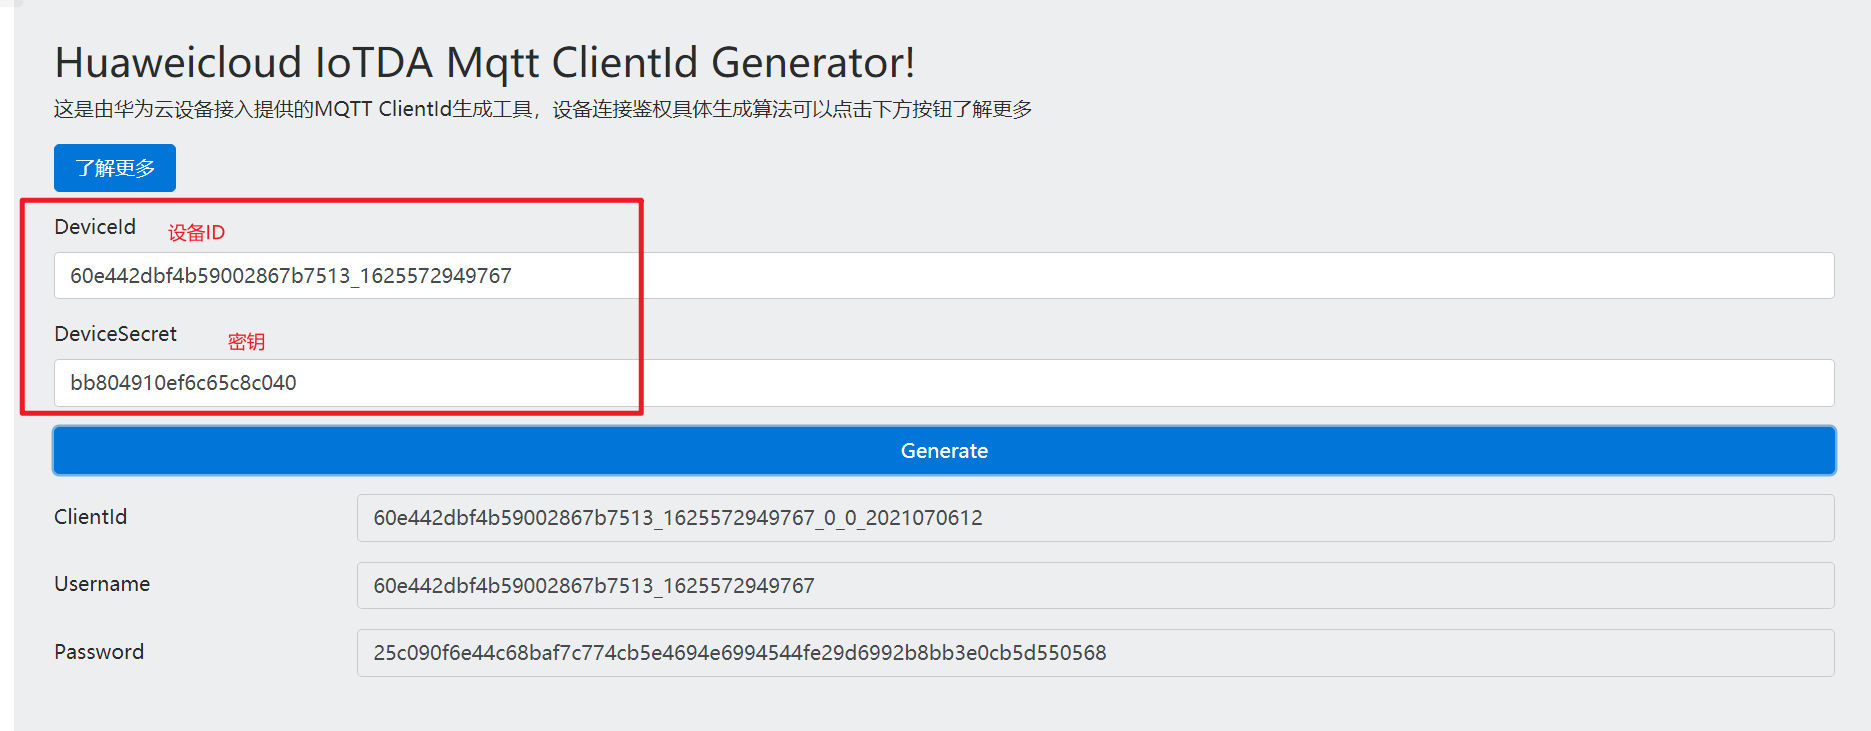 Huaweicloud IoTDA Mqtt ClientId Generator!
这是由华为云设备接入提供的MQTT ClientId生成工具，设备连接鉴权具体生成算法可以点击下方按钮了解更多
了解更多
DeviceId 设备ID
60e442dbf4b59002867b7513_1625572949767
DeviceSecret 密钥
bb804910ef6c65c8c040
Generate
ClientId 60e442dbf4b59002867b7513_1625572949767_0_0_2021070612
Username 60e442dbf4b59002867b7513_1625572949767
Password 25c090f6e44c68baf7c774cb5e4694e6994544fe29d6992b8bb3e0cb5d550568